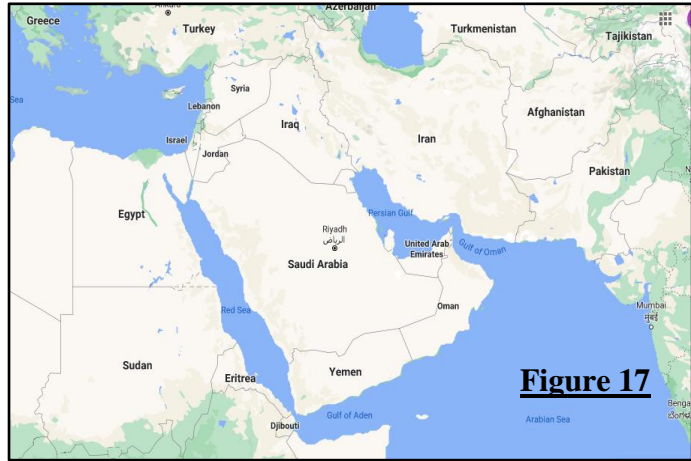 Greece
Ankara
Turkey
Azerbaijan
Turkmenistan
Tajikistan
Sea
Syria
Lebanon
Iraq
Iran
Afghanistan
Israel
Jordan
Pakistan
Egypt
Persian Gulf
Riyadh
الرياض
United Arab
Emirates
Gulf of Oman
Saudi Arabia
Red Sea
Oman
Mumbai
मुंबई
Sudan
Eritrea
Yemen
Figure 17
Gulf of Aden
Arabian Sea
Djibouti